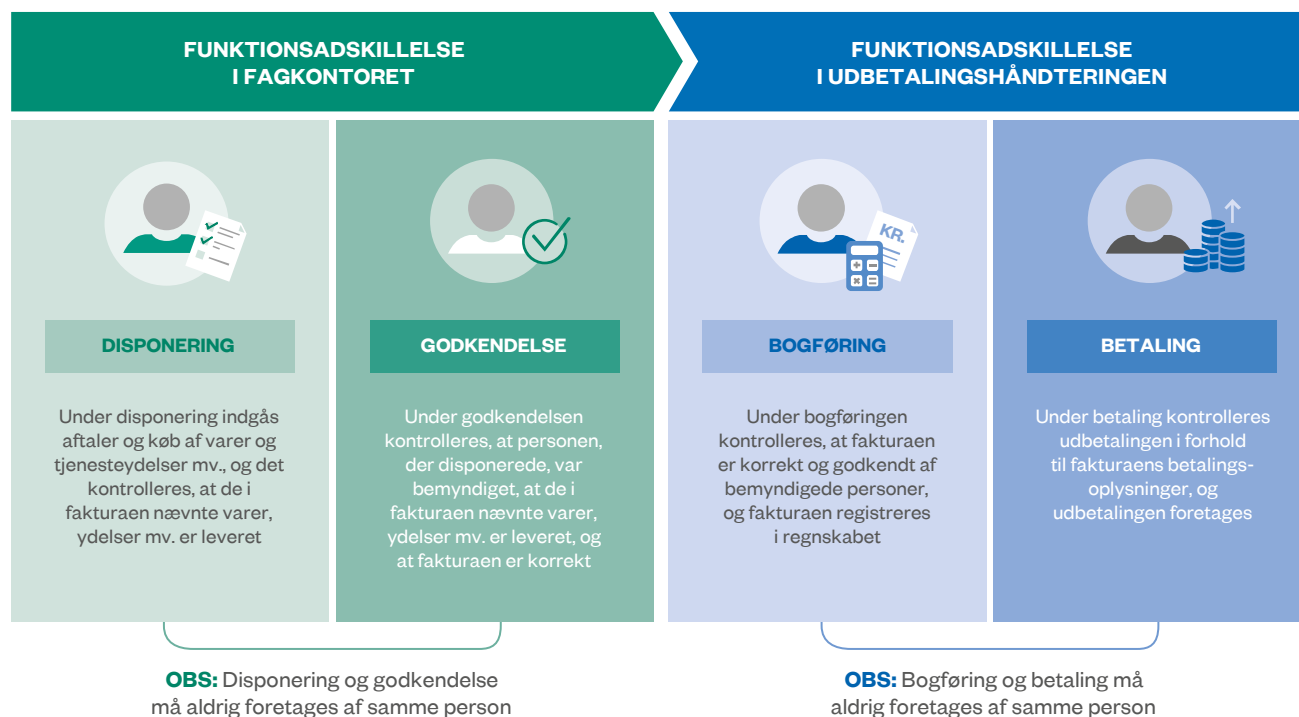 FUNKTIONSADSKILLELSE
I FAGKONTORET
FUNKTIONSADSKILLELSE
I UDBETALINGSHÅNDTERINGEN
DISPONERING
Under disponering indgås
aftaler og køb af varer og
tjenesteydelser mv., og det
kontrolleres, at de i
fakturaen nævnte varer,
ydelser mv. er leveret
GODKENDELSE
Under godkendelsen
kontrolleres, at personen,
der disponerede, var
bemyndiget, at de i
fakturaen nævnte varer,
ydelser mv. er leveret, og
at fakturaen er korrekt
KR.
BOGFØRING
Under bogføringen
kontrolleres, at fakturaen
er korrekt og godkendt af
bemyndigede personer,
og fakturaen registreres
i regnskabet
BETALING
Under betaling kontrolleres
udbetalingen i forhold
til fakturaens betalings-
oplysninger, og
udbetalingen foretages
OBS: Disponering og godkendelse
må aldrig foretages af samme person
OBS: Bogføring og betaling må
aldrig foretages af samme person